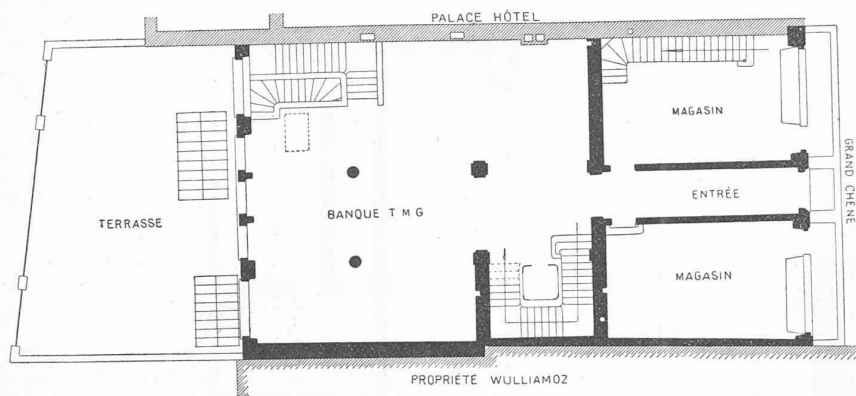 PALACE HÔTEL
MAGASIN
GRAND CHÊNE
ENTRÉE
TERRASSE
BANQUE T M G
MAGASIN
PROPRIÉTÉ WULLIAMOZ